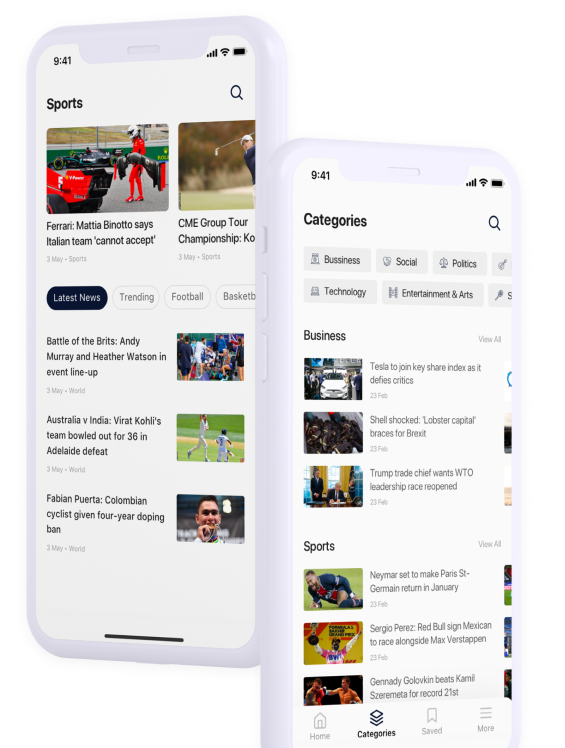 9:41
Sports
Ferrari: Mattia Binotto says
Italian team 'cannot accept'
3 May • Sports
CME Group Tour
Championship: Ko
3 May • Sports
Latest News
Trending
Football
Basketb
Battle of the Brits: Andy
Murray and Heather Watson in
event line-up
3 May • World
Australia v India: Virat Kohli's
team bowled out for 36 in
Adelaide defeat
3 May • World
Fabian Puerta: Colombian
cyclist given four-year doping
ban
3 May • World
9:41
Categories
Bussiness
Social
Politics
Technology
Entertainment & Arts
S
Business
View All
Tesla to join key share index as it
defies critics
23 Feb
Shell shocked: 'Lobster capital'
braces for Brexit
23 Feb
Trump trade chief wants WTO
leadership race reopened
23 Feb
Sports
View All
Neymar set to make Paris St-
Germain return in January
23 Feb
FORMULA 1
GRAND PRIX
Sergio Perez: Red Bull sign Mexican
to race alongside Max Verstappen
23 Feb
Gennady Golovkin beats Kamil
Szeremeta for record 21st
Home
Categories
Saved
More